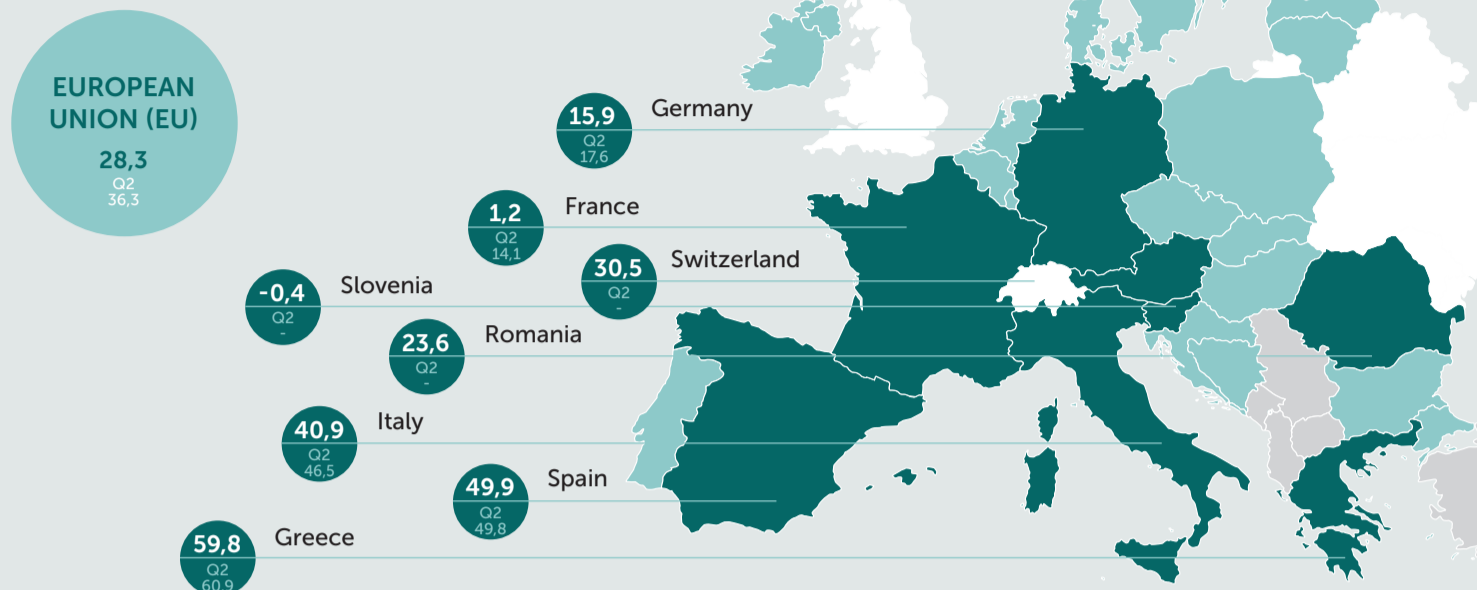 EUROPEAN
UNION (EU)
28,3
Q2
36,3
15,9
Q2
17,6
Germany
1,2
Q2
14,1
France
30,5
Q2
-
Switzerland
-0,4
Q2
-
Slovenia
23,6
Q2
-
Romania
40,9
Q2
46,5
Italy
49,9
Q2
49,8
Spain
59,8
Q2
60,9
Greece